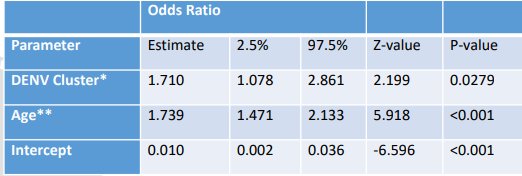 Odds Ratio
Parameter Estimate 2.5% 97.5% Z-value P-value
DENV Cluster* 1.710 1.078 2.861 2.199 0.0279
Age** 1.739 1.471 2.133 5.918 <0.001
Intercept 0.010 0.002 0.036 -6.596 <0.001